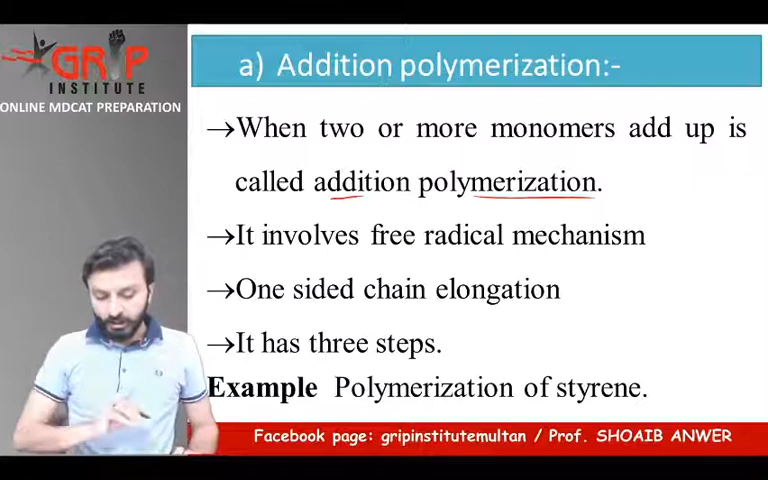 GRIP
INSTITUTE
ONLINE MDCAT PREPARATION
a) Addition polymerization:-
→When two or more monomers add up is
called addition polymerization.
→It involves free radical mechanism
→One sided chain elongation
→It has three steps.
Example Polymerization of styrene.
Facebook page: gripinstitutemultan / Prof. SHOAIB ANWER